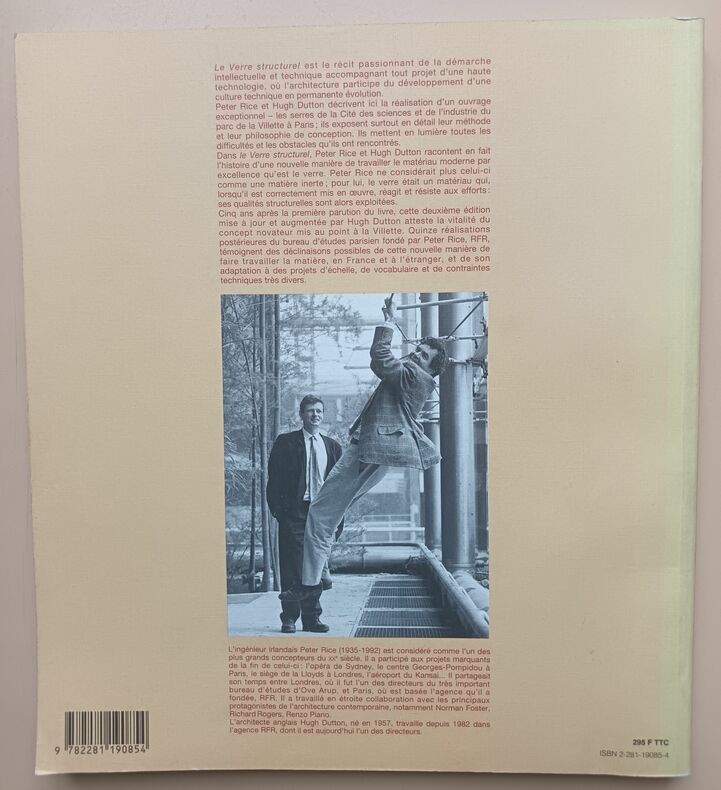 Le Verre structurel est le récit passionnant de la démarche
intellectuelle et technique accompagnant tout projet d'une haute
technologie, où l'architecture participe du développement d'une
culture technique en permanente évolution.
Peter Rice et Hugh Dutton décrivent ici la réalisation d'un ouvrage
exceptionnel – les serres de la Cité des sciences et de l'industrie du
parc de la Villette à Paris ; ils exposent surtout en détail leur méthode
et leur philosophie de conception. Ils mettent en lumière toutes les
difficultés et les obstacles qu'ils ont rencontrés.
Dans le Verre structurel, Peter Rice et Hugh Dutton racontent en fait
l'histoire d'une nouvelle manière de travailler le matériau moderne par
excellence qu'est le verre. Peter Rice ne considérait plus celui-ci
comme une matière inerte ; pour lui, le verre était un matériau qui,
lorsqu'il est correctement mis en œuvre, réagit et résiste aux efforts :
ses qualités structurelles sont alors exploitées.
Cinq ans après la première parution du livre, cette deuxième édition
mise à jour et augmentée par Hugh Dutton atteste la vitalité du
concept novateur mis au point à la Villette. Quinze réalisations
postérieures du bureau d'études parisien fondé par Peter Rice, RFR,
témoignent des déclinaisons possibles de cette nouvelle manière de
faire travailler la matière, en France et à l'étranger, et de son
adaptation à des projets d'échelle, de vocabulaire et de contraintes
techniques très divers.
L'ingénieur irlandais Peter Rice (1935-1992) est considéré comme l'un des
plus grands concepteurs du XXe siècle. Il a participé aux projets marquants
de la fin de celui-ci : l'opéra de Sydney, le centre Georges-Pompidou à
Paris, le siège de la Lloyds à Londres, l'aéroport du Kansai... Il partageait
son temps entre Londres, où il fut l'un des directeurs du très important
bureau d'études d'Ove Arup, et Paris, où est basée l'agence qu'il a
fondée, RFR. Il a travaillé en étroite collaboration avec les principaux
protagonistes de l'architecture contemporaine, notamment Norman Foster,
Richard Rogers, Renzo Piano.
L'architecte anglais Hugh Dutton, né en 1957, travaille depuis 1982 dans
l'agence RFR, dont il est aujourd'hui l'un des directeurs.
9 782281 190854
295 F TTC
ISBN 2-281-19085-4